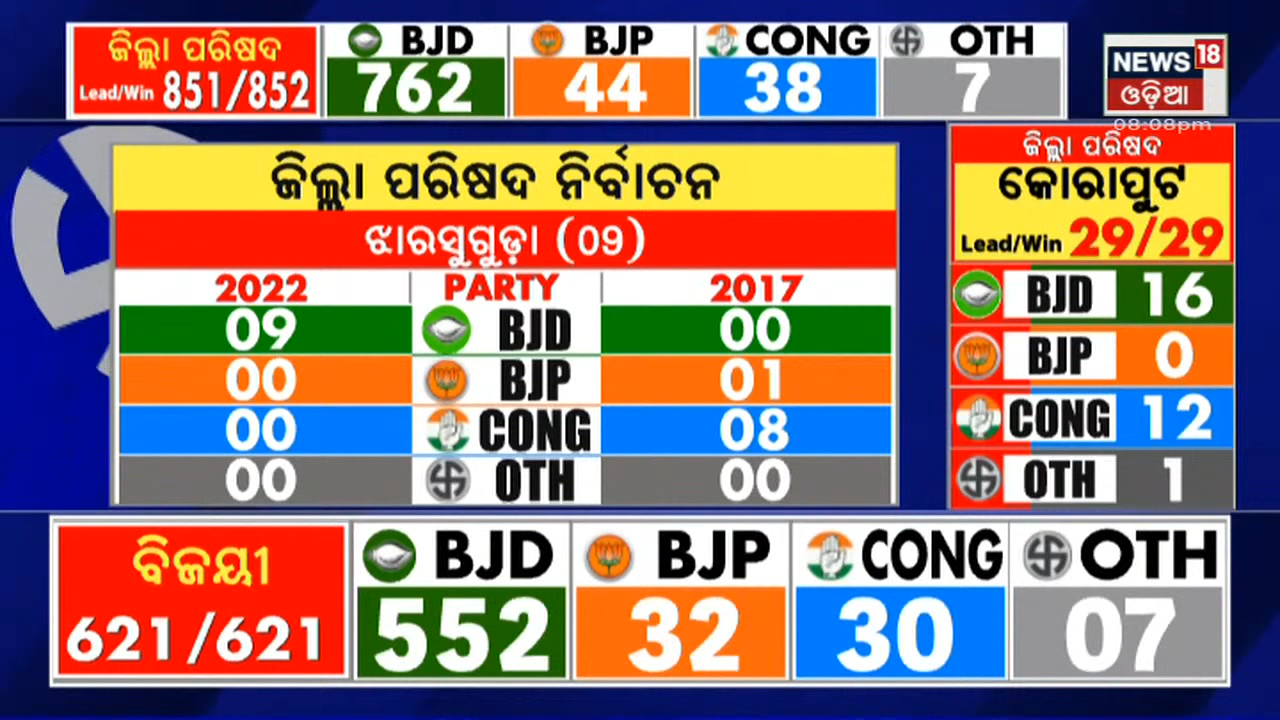 ଜିଲ୍ଲା ପରିଷଦ
Lead/Win 851/852
BJD BJP CONG OTH
762 44 38 7
NEWS 18
ଓଡ଼ିଆ
08:08pm
ଜିଲ୍ଲା ପରିଷଦ ନିର୍ବାଚନ
ଝାରସୁଗୁଡ଼ା (09)
2022 PARTY 2017
09 BJD 00
00 BJP 01
00 CONG 08
00 OTH 00
ଜିଲ୍ଲା ପରିଷଦ
କୋରାପୁଟ
Lead/Win 29/29
BJD 16
BJP 0
CONG 12
OTH 1
ବିଜୟୀ
621/621
BJD BJP CONG OTH
552 32 30 07